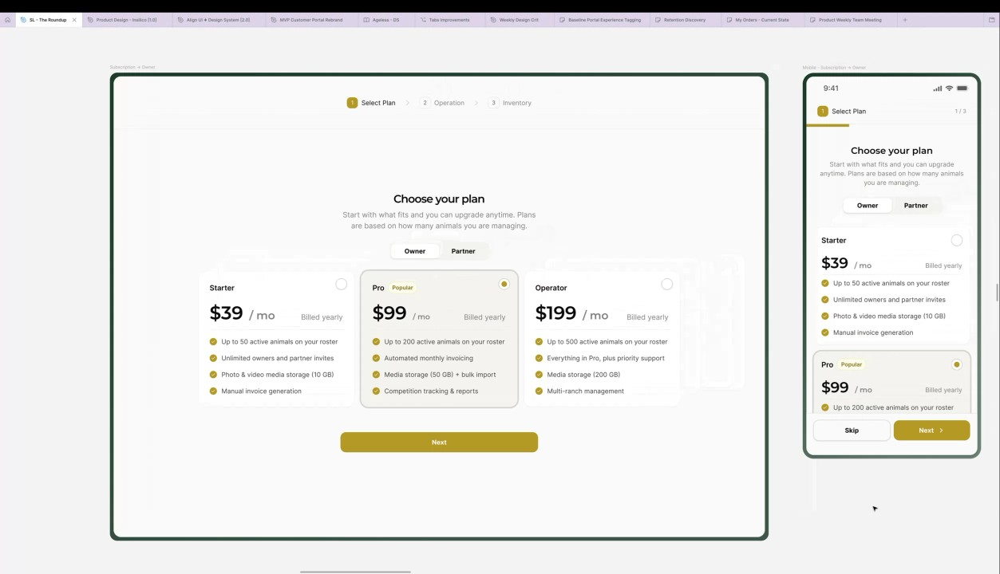 SL - The Roundup
Product Design - Insilico [1.0]
Align UI ✦ Design System [2.0]
MVP Customer Portal Rebrand
Ageless - DS
Tabs Improvements
Weekly Design Crit
Baseline Portal Experience Tagging
Retention Discovery
My Orders - Current State
Product Weekly Team Meeting
Subscription → Owner
1 Select Plan
2 Operation
3 Inventory
Choose your plan
Start with what fits and you can upgrade anytime. Plans
are based on how many animals you are managing.
Owner
Partner
Starter
$39 / mo
Billed yearly
Up to 50 active animals on your roster
Unlimited owners and partner invites
Photo & video media storage (10 GB)
Manual invoice generation
Pro
Popular
$99 / mo
Billed yearly
Up to 200 active animals on your roster
Automated monthly invoicing
Media storage (50 GB) + bulk import
Competition tracking & reports
Operator
$199 / mo
Billed yearly
Up to 500 active animals on your roster
Everything in Pro, plus priority support
Media storage (200 GB)
Multi-ranch management
Next
Mobile - Subscription → Owner
9:41
1 Select Plan
1 / 3
Choose your plan
Start with what fits and you can upgrade
anytime. Plans are based on how many animals
you are managing.
Owner
Partner
Starter
$39 / mo
Billed yearly
Up to 50 active animals on your roster
Unlimited owners and partner invites
Photo & video media storage (10 GB)
Manual invoice generation
Pro
Popular
$99 / mo
Billed yearly
Up to 200 active animals on your roster
Skip
Next